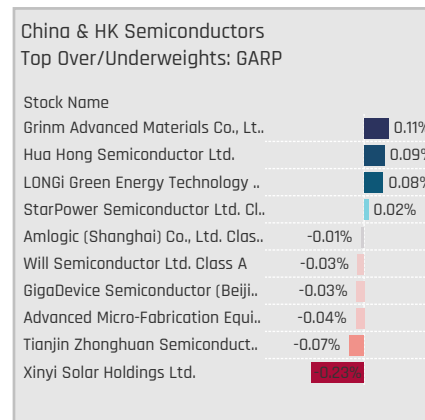 China & HK Semiconductors
Top Over/Underweights: GARP
Stock Name
Grinm Advanced Materials Co., Lt.. 0.11%
Hua Hong Semiconductor Ltd. 0.09%
LONGi Green Energy Technology .. 0.08%
StarPower Semiconductor Ltd. Cl.. 0.02%
Amlogic (Shanghai) Co., Ltd. Clas.. -0.01%
Will Semiconductor Ltd. Class A -0.03%
GigaDevice Semiconductor (Beiji.. -0.03%
Advanced Micro-Fabrication Equi.. -0.04%
Tianjin Zhonghuan Semiconduct.. -0.07%
Xinyi Solar Holdings Ltd. -0.23%